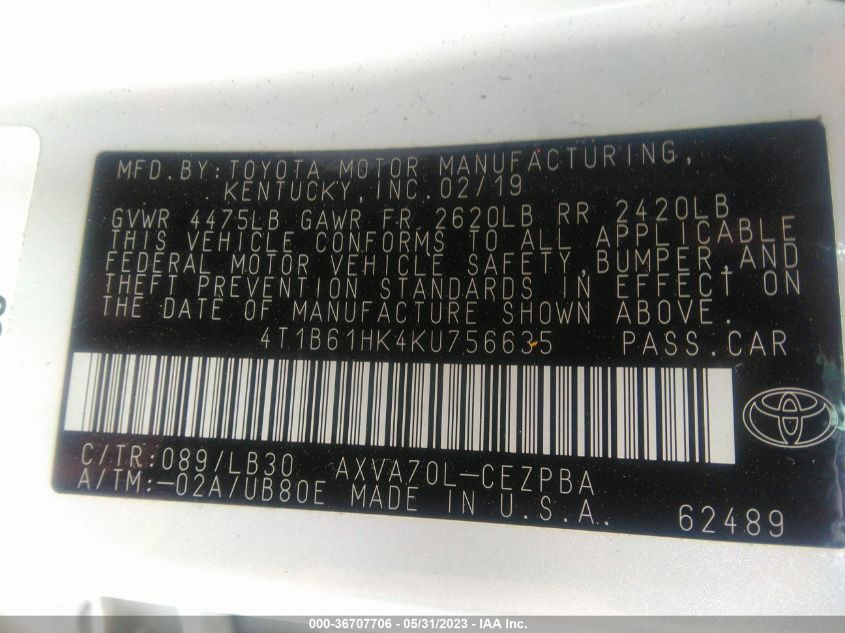 MFD.BY:TOYOTA MOTOR MANUFACTURING,
KENTUCKY,INC.02/19
GVWR 4475LB GAWR FR 2620LB RR 2420LB
THIS VEHICLE CONFORMS TO ALL APPLICABLE
FEDERAL MOTOR VEHICLE SAFETY,BUMPER,AND
THEFT PREVENTION STANDARDS IN EFFECT ON
THE DATE OF MANUFACTURE SHOWN ABOVE.
4T1B61HK4KU756635 PASS.CAR
C/TR:089/LB30 AXVA70L-CEZPBA
A/TM:-02A/UB80E MADE IN U.S.A. 62489
000-36707706 - 05/31/2023 - IAA Inc.